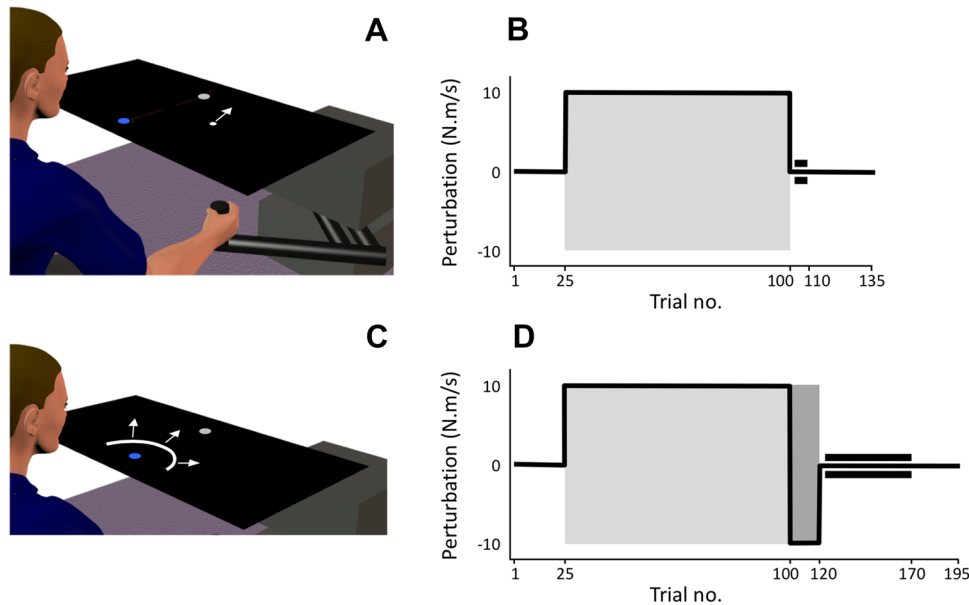 A
B
Perturbation (N.m/s)
10
0
-10
1 25 100 110 135
Trial no.
C
D
Perturbation (N.m/s)
10
0
-10
1 25 100 120 170 195
Trial no.